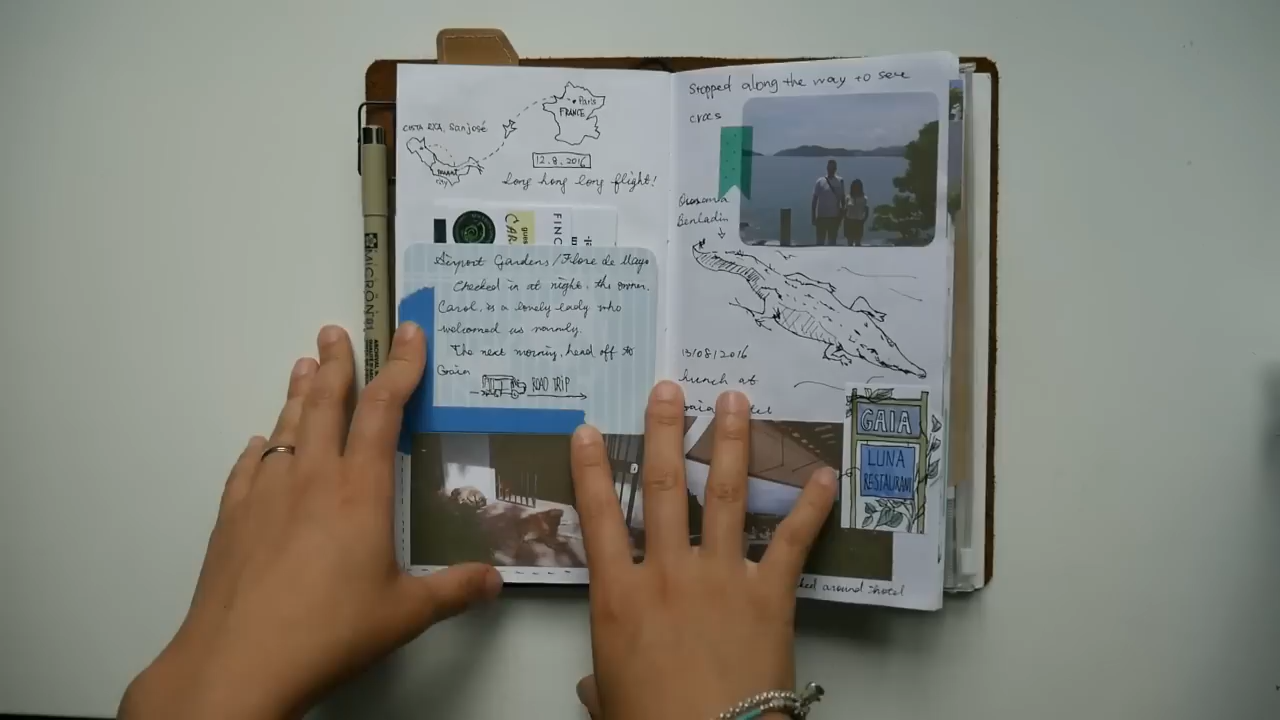 COSTA RICA, San José
Paris
FRANCE
12.8.2016
Long long long flight!
Airport Gardens / Flore de Mayo
Checked in at night, the owner,
Carol, is a lovely lady who
welcomed us warmly.
The next morning, head off to
ROAD TRIP
MICRON
Stopped along the way to see
crocs
Benladin
13/08/2016
lunch at
GAIA
LUNA
RESTAURANT
around hotel